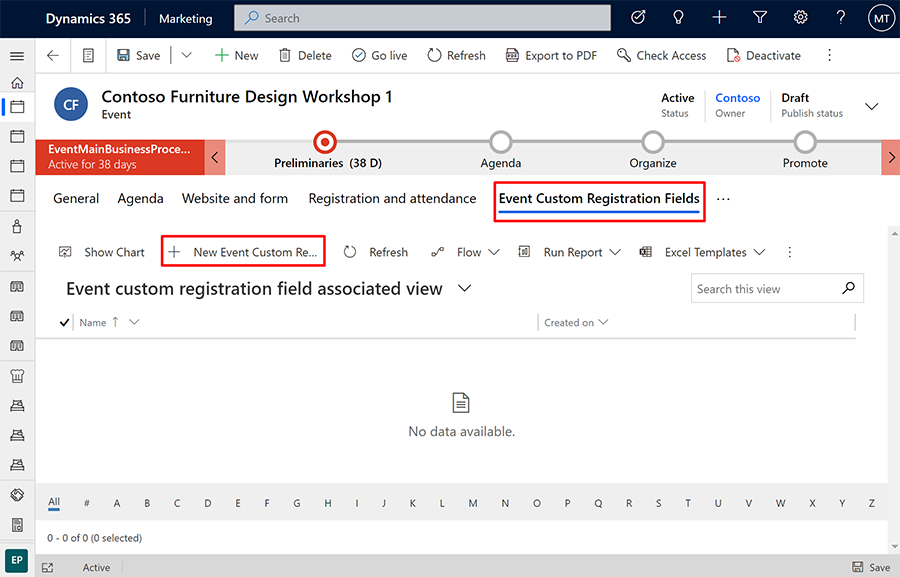 Dynamics 365 Marketing Search ? MT
Save New Delete Go live Refresh Export to PDF Check Access Deactivate
CF
Contoso Furniture Design Workshop 1
Event
Active
Status
Contoso
Owner
Draft
Publish status
EventMainBusinessProce...
Active for 38 days
Preliminaries (38 D) Agenda Organize Promote
General Agenda Website and form Registration and attendance Event Custom Registration Fields ...
Show Chart New Event Custom Re... Refresh Flow Run Report Excel Templates
Event custom registration field associated view
Search this view
Name Created on
No data available.
All # A B C D E F G H I J K L M N O P Q R S T U V W X Y Z
0 - 0 of 0 (0 selected)
EP
Active Save